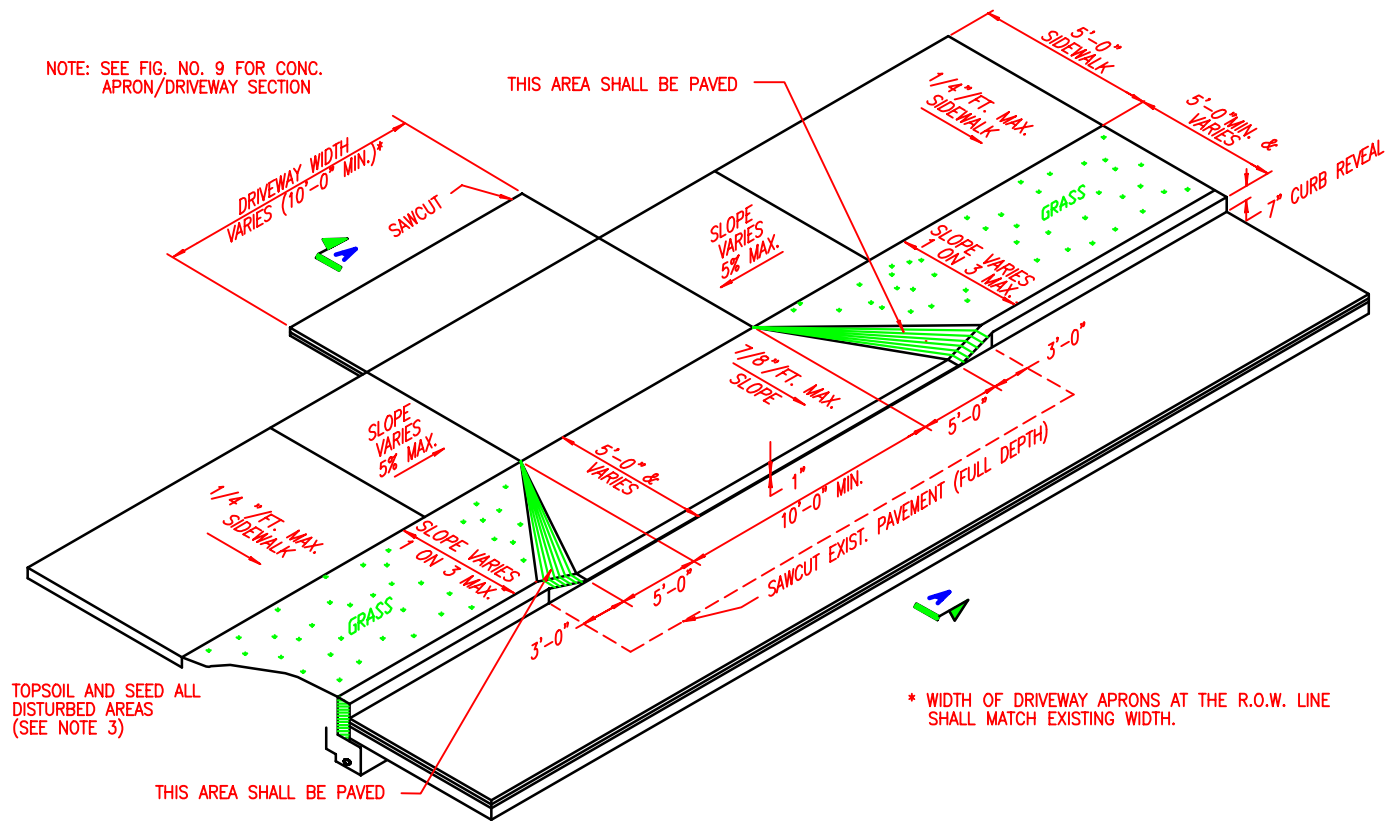 NOTE: SEE FIG. NO. 9 FOR CONC.
APRON/DRIVEWAY SECTION
THIS AREA SHALL BE PAVED
5'-0"
SIDEWALK
1/4"/FT. MAX.
SIDEWALK
5'-0"MIN. &
VARIES
7" CURB REVEAL
DRIVEWAY WIDTH
VARIES (10'-0" MIN.)*
SAWCUT
A
SLOPE
VARIES
5% MAX.
GRASS
SLOPE VARIES
1 ON 3 MAX.
7/8"/FT. MAX.
SLOPE
3'-0"
5'-0"
SLOPE
VARIES
5% MAX.
5'-0" &
VARIES
1"
10'-0" MIN.
SAWCUT EXIST. PAVEMENT (FULL DEPTH)
1/4 "/FT. MAX.
SIDEWALK
SLOPE VARIES
1 ON 3 MAX.
GRASS
5'-0"
3'-0"
A
TOPSOIL AND SEED ALL
DISTURBED AREAS
(SEE NOTE 3)
* WIDTH OF DRIVEWAY APRONS AT THE R.O.W. LINE
SHALL MATCH EXISTING WIDTH.
THIS AREA SHALL BE PAVED